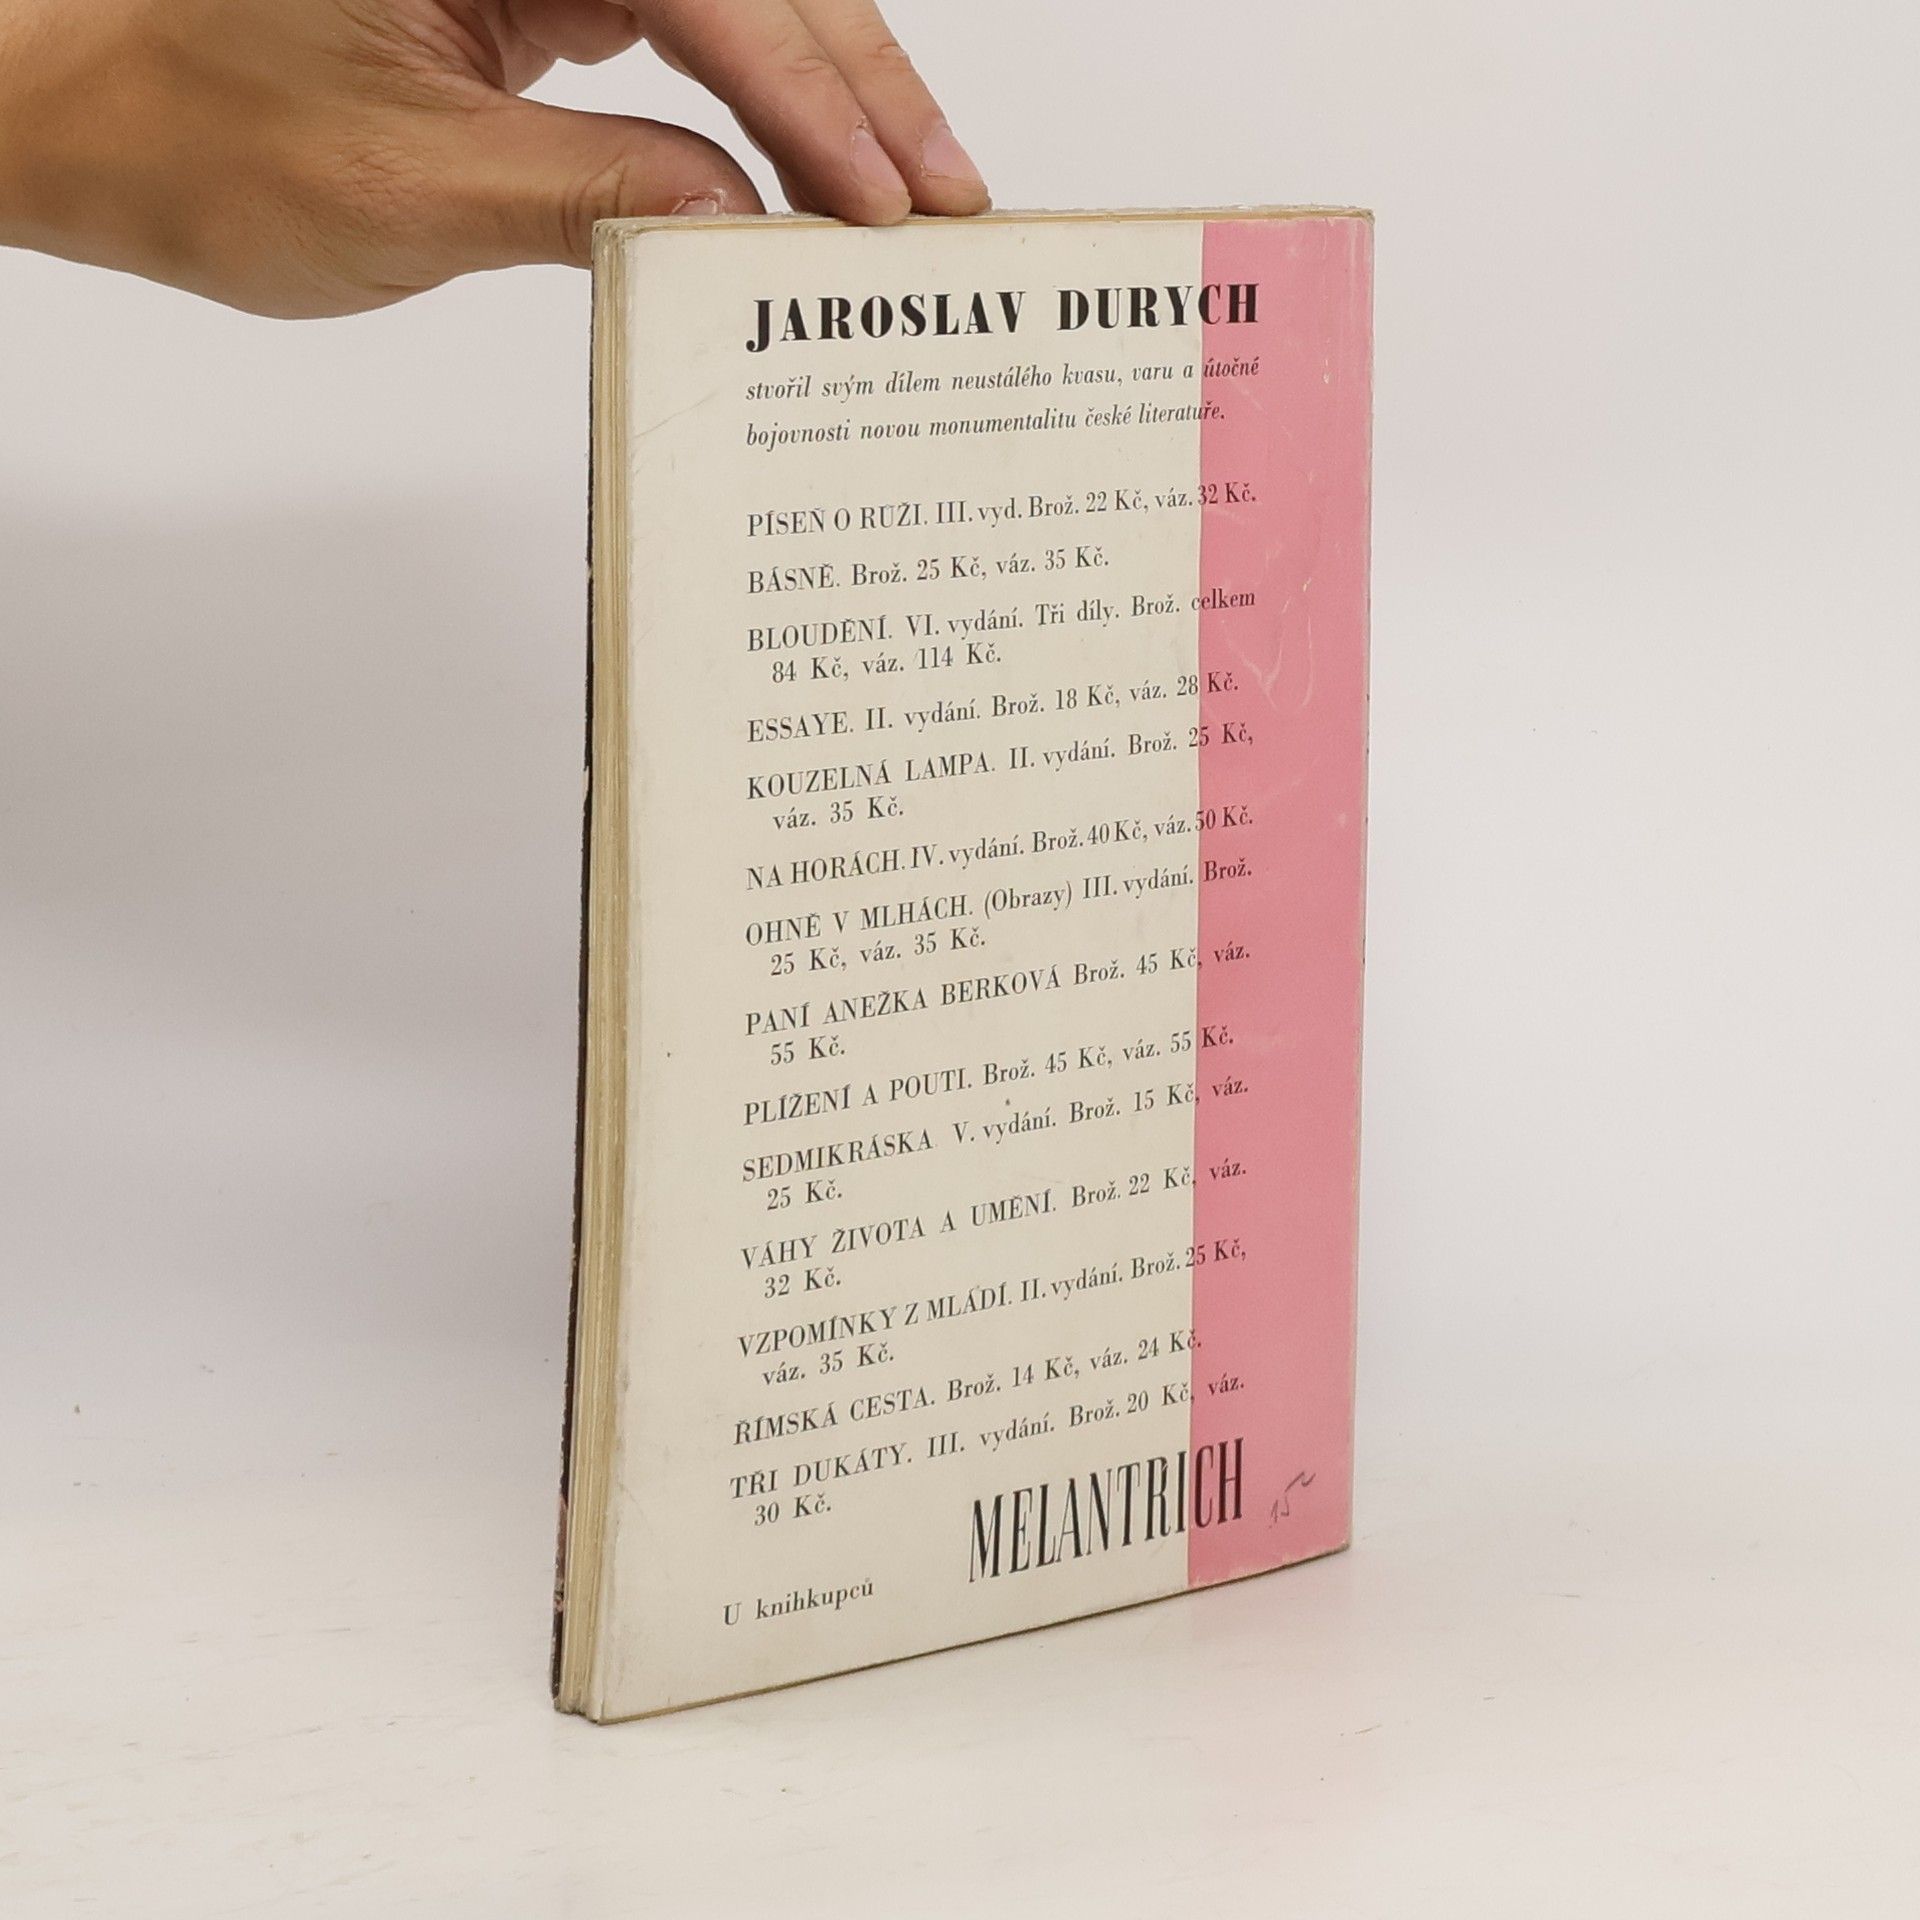 JAROSLAV DURYCH
stvořil svým dílem neustálého kvasu, varu a útočné
bojovnosti novou monumentalitu české literatuře.
PÍSEŇ O RŮŽI. III. vyd. Brož. 22 Kč, váz. 32 Kč.
BÁSNĚ. Brož. 25 Kč, váz. 35 Kč.
BLOUDĚNÍ. VI. vydání. Tři díly. Brož. celkem
84 Kč, váz. 114 Kč.
ESSAYE. II. vydání. Brož. 18 Kč, váz. 28 Kč.
KOUZELNÁ LAMPA. II. vydání. Brož. 25 Kč,
váz. 35 Kč.
NA HORÁCH. IV. vydání. Brož. 40 Kč, váz. 50 Kč.
OHNĚ V MLHÁCH. (Obrazy) III. vydání. Brož.
25 Kč, váz. 35 Kč.
PANÍ ANEŽKA BERKOVÁ Brož. 45 Kč, váz.
55 Kč.
PLÍŽENÍ A POUTI. Brož. 45 Kč, váz. 55 Kč.
SEDMIKRÁSKA. V. vydání. Brož. 15 Kč, váz.
25 Kč.
VÁHY ŽIVOTA A UMĚNÍ. Brož. 22 Kč, váz.
32 Kč.
VZPOMÍNKY Z MLÁDÍ. II. vydání. Brož. 25 Kč,
váz. 35 Kč.
ŘÍMSKÁ CESTA. Brož. 14 Kč, váz. 24 Kč.
TŘI DUKÁTY. III. vydání. Brož. 20 Kč, váz.
30 Kč.
U knihkupců MELANTRICH